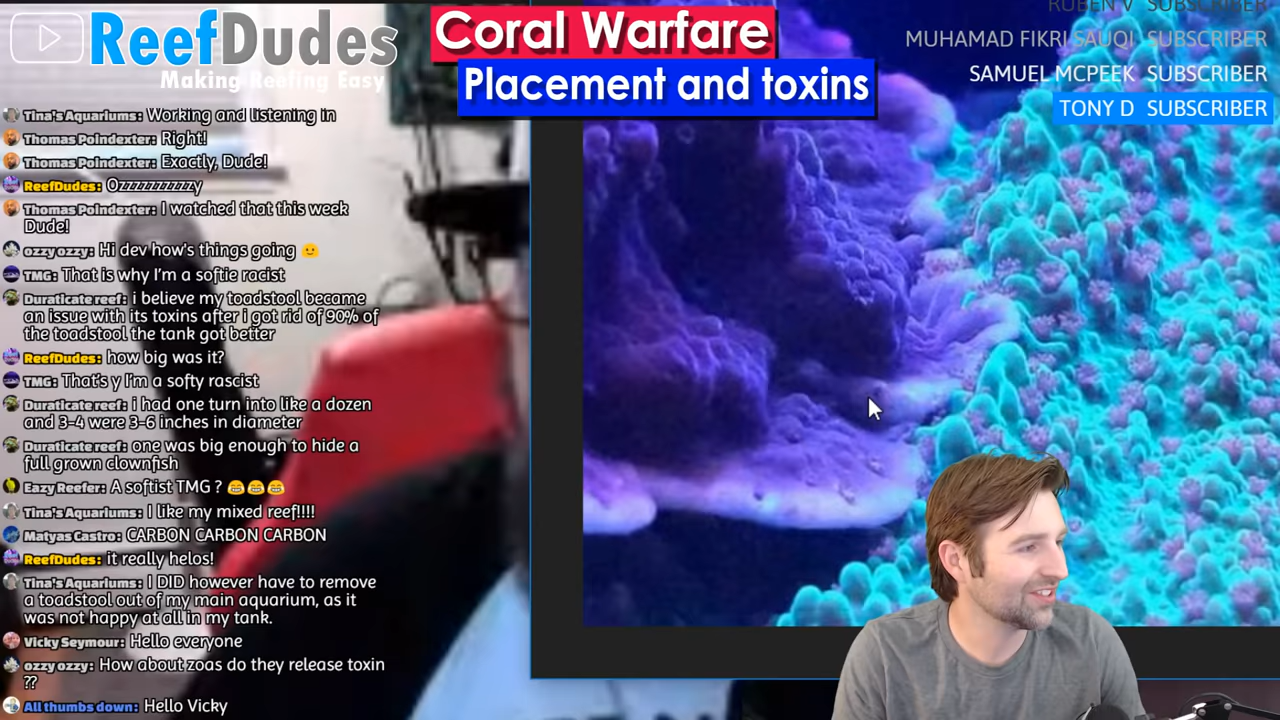 ReefDudes
Making Reefing Easy
Coral Warfare
Placement and toxins
RUBEN V SUBSCRIBER
MUHAMAD FIKRI SAUQI SUBSCRIBER
SAMUEL MCPEEK SUBSCRIBER
TONY D SUBSCRIBER
Tina's Aquariums: Working and listening in
Thomas Poindexter: Right!
Thomas Poindexter: Exactly, Dude!
ReefDudes: Ozzzzzzzzzzy
Thomas Poindexter: I watched that this week
Dude!
ozzy ozzy: Hi dev how's things going 🙂
TMG: That is why I'm a softie racist
Duraticate reef: i believe my toadstool became
an issue with its toxins after i got rid of 90% of
the toadstool the tank got better
ReefDudes: how big was it?
TMG: That's y I'm a softy rascist
Duraticate reef: i had one turn into like a dozen
and 3-4 were 3-6 inches in diameter
Duraticate reef: one was big enough to hide a
full grown clownfish
Eazy Reefer: A softist TMG ? 😂😂😂
Tina's Aquariums: I like my mixed reef!!!!
Matyas Castro: CARBON CARBON CARBON
ReefDudes: it really helos!
Tina's Aquariums: I DID however have to remove
a toadstool out of my main aquarium, as it
was not happy at all in my tank.
Vicky Seymour: Hello everyone
ozzy ozzy: How about zoas do they release toxin
??
All thumbs down: Hello Vicky